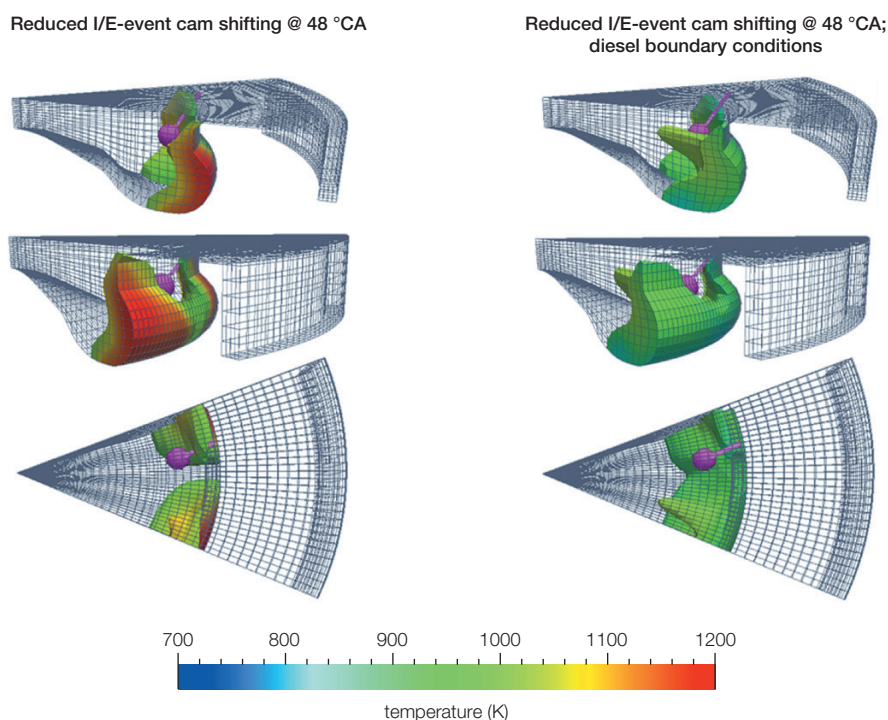 Reduced I/E-event cam shifting @ 48 °CA
Reduced I/E-event cam shifting @ 48 °CA;
diesel boundary conditions
700 800 900 1000 1100 1200
temperature (K)